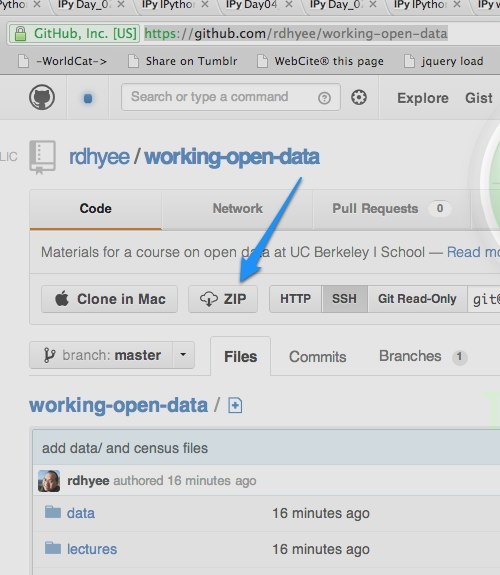 Python IPy Day_0 IPy IPython IPy Day04 IPy Day_0 IPy IPython IPy w
GitHub, Inc. [US] https://github.com/rdhyee/working-open-data
-WorldCat-> Share on Tumblr WebCite® this page jquery load
Search or type a command Explore Gist
LIC rdhyee / working-open-data
Code Network Pull Requests 0
Materials for a course on open data at UC Berkeley I School — Read mo
Clone in Mac ZIP HTTP SSH Git Read-Only git@
branch: master Files Commits Branches 1
working-open-data /
add data/ and census files
rdhyee authored 16 minutes ago
data 16 minutes ago
lectures 16 minutes ago